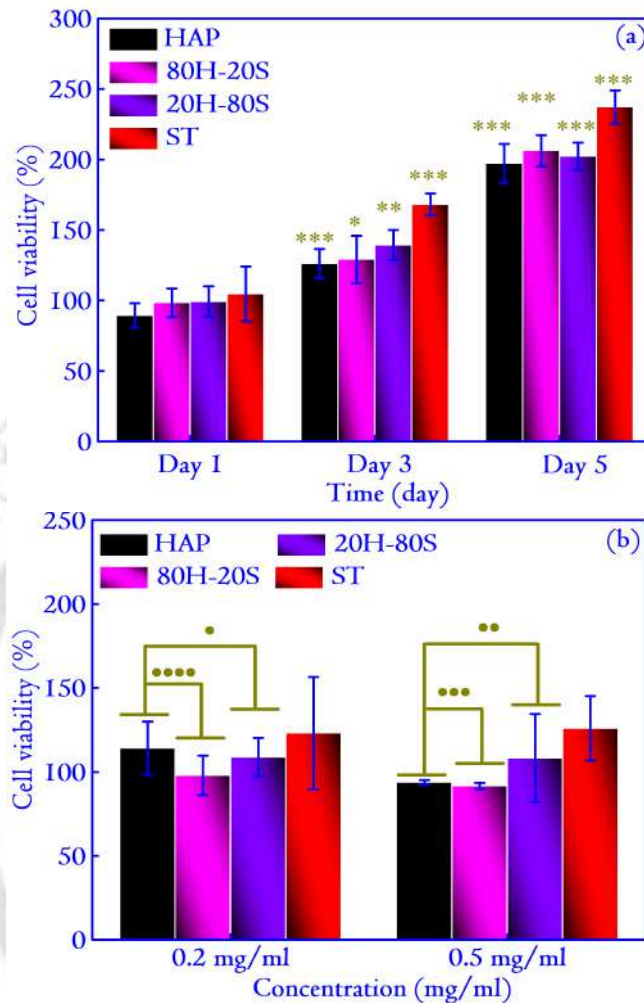 300
(a)
HAP
250
80H-20S
***
20H-80S
***
***
***
200
ST
***
**
150
***
*
100
50
0
Cell viability (%)
Day 1
Day 3
Day 5
Time (day)
250
(b)
HAP
20H-80S
80H-20S
ST
200
•
••
••••
•••
150
100
50
0
Cell viability (%)
0.2 mg/ml
0.5 mg/ml
Concentration (mg/ml)